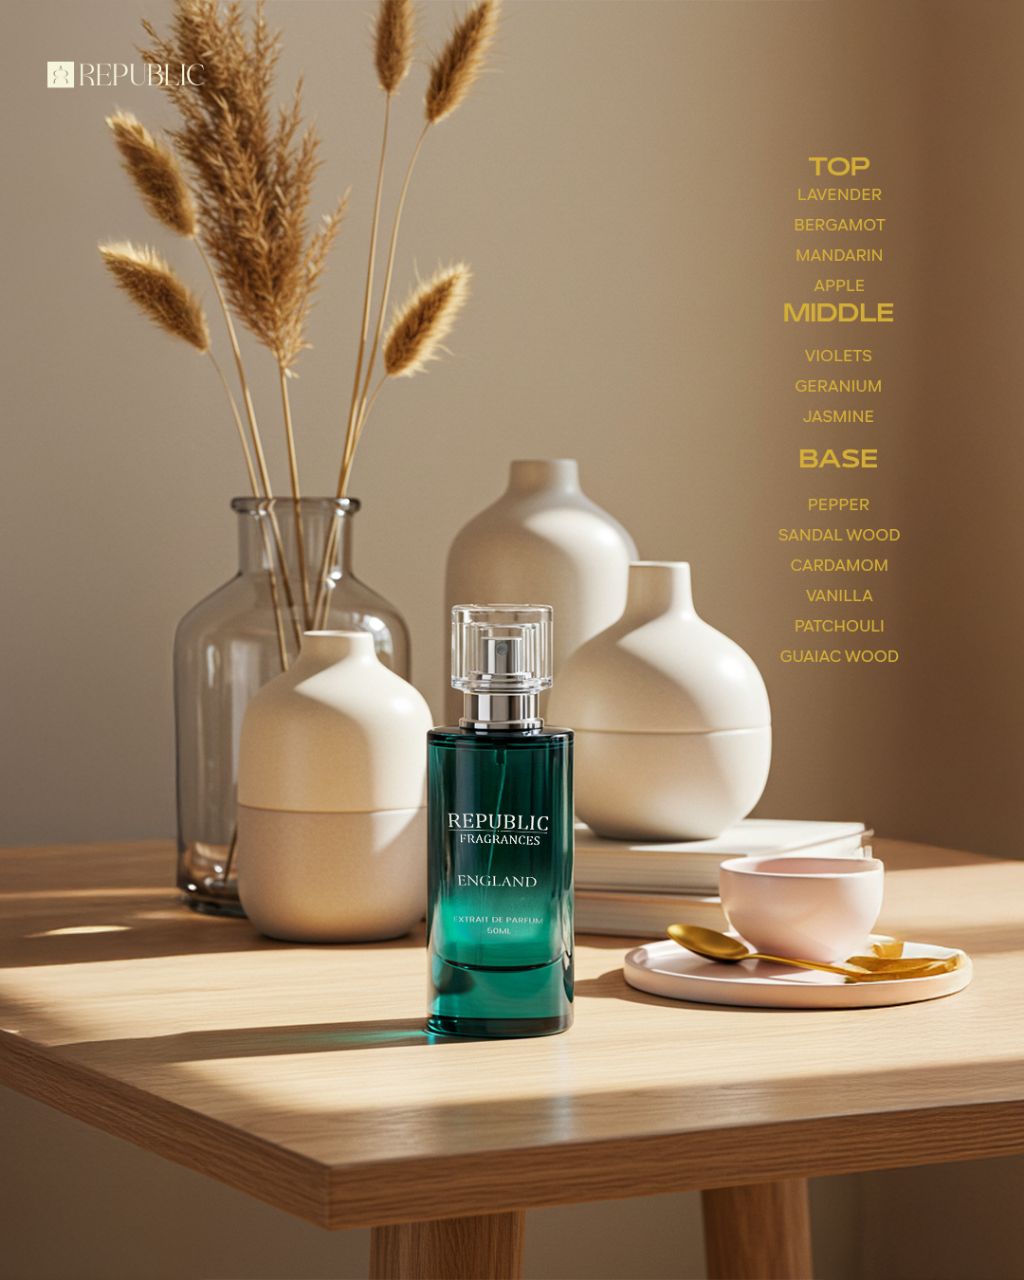 REPUBLIC
TOP
LAVENDER
BERGAMOT
MANDARIN
APPLE
MIDDLE
VIOLETS
GERANIUM
JASMINE
BASE
PEPPER
SANDAL WOOD
CARDAMOM
VANILLA
PATCHOULI
GUAIAC WOOD
REPUBLIC
FRAGRANCES
ENGLAND
EXTRAIT DE PARFUM
50ML